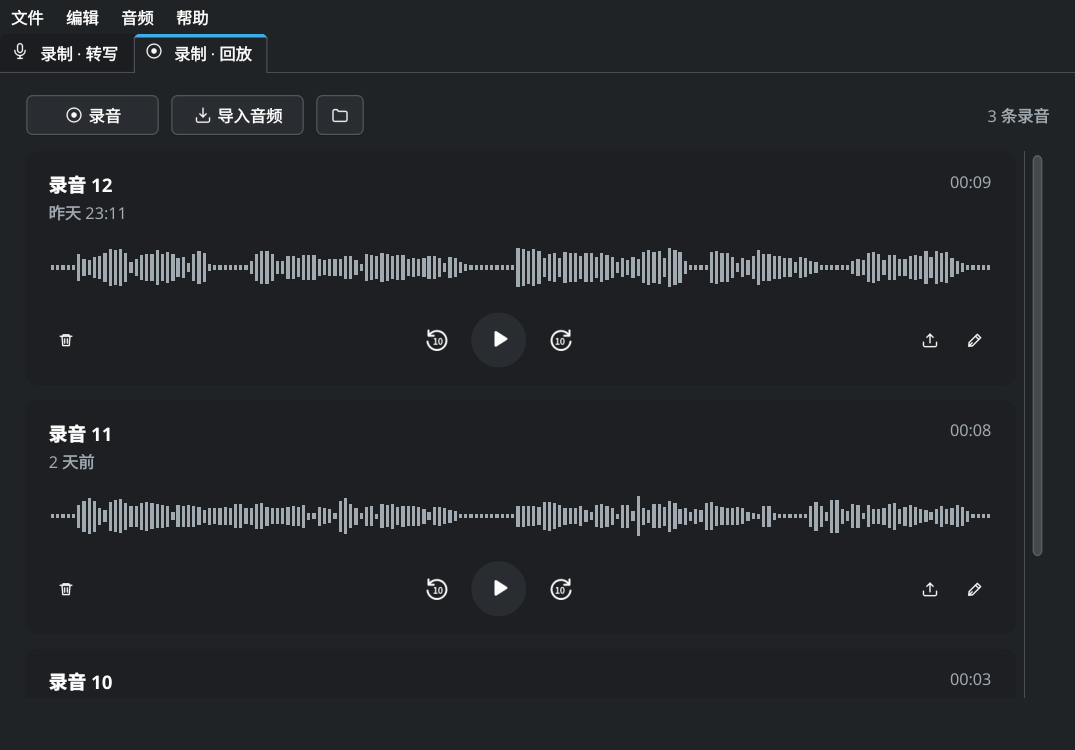 文件 编辑 音频 帮助
录制 · 转写 录制 · 回放
录音 导入音频 3 条录音
录音 12 00:09
昨天 23:11
10 10
录音 11 00:08
2 天前
10 10
录音 10 00:03